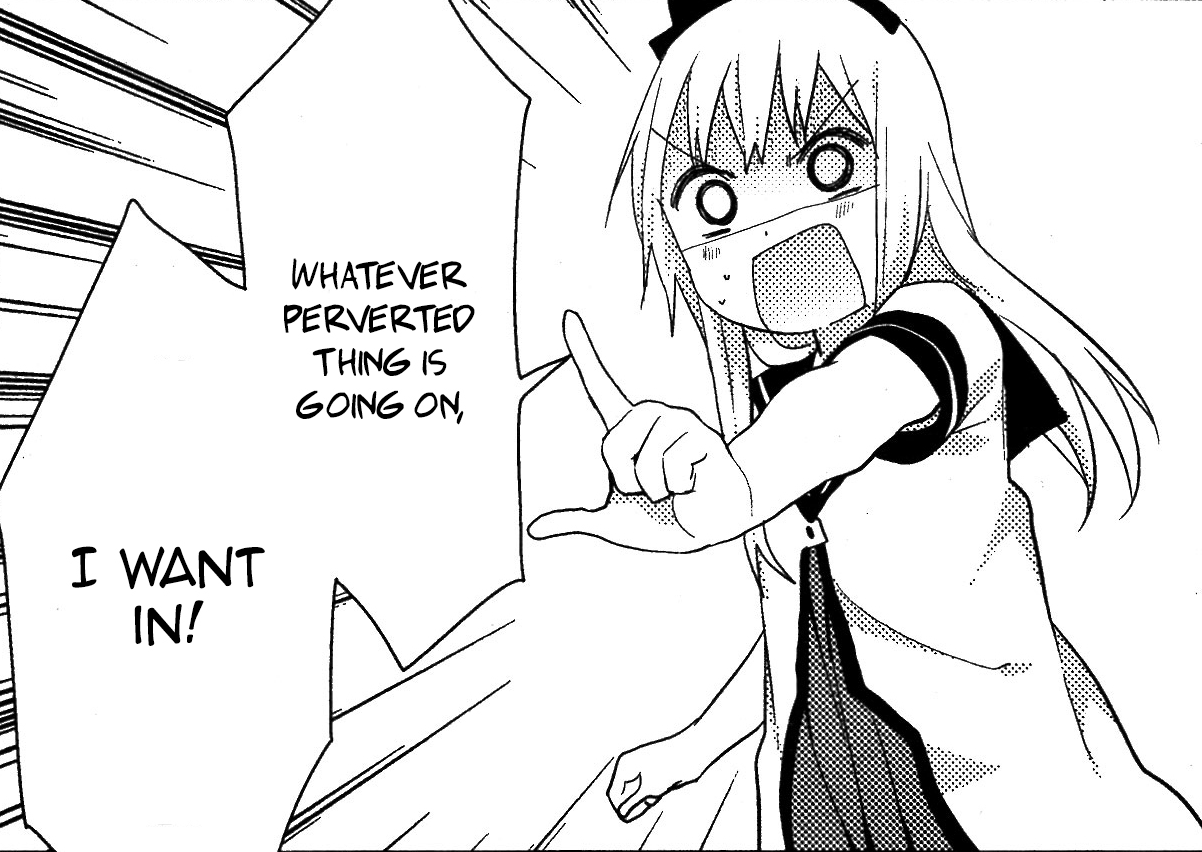 WHATEVER
PERVERTED
THING IS
GOING ON,
I WANT
IN!